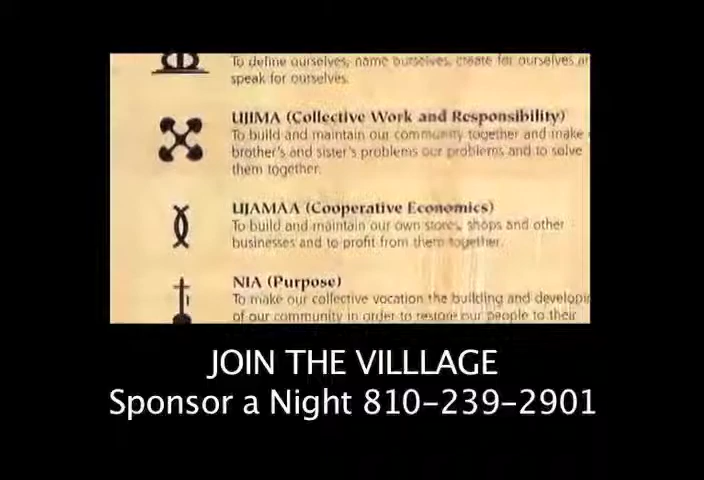 To define ourselves, name ourselves, create for ourselves
speak for ourselves.
UJIMA (Collective Work and Responsibility)
To build and maintain our community together and make
brother's and sister's problems our problems and to solve
them together.
UJAMAA (Cooperative Economics)
To build and maintain our own stores, shops and other
businesses and to profit from them together.
NIA (Purpose)
To make our collective vocation the building and
of our community in order to restore our people to their
JOIN THE VILLLAGE
Sponsor a Night 810-239-2901